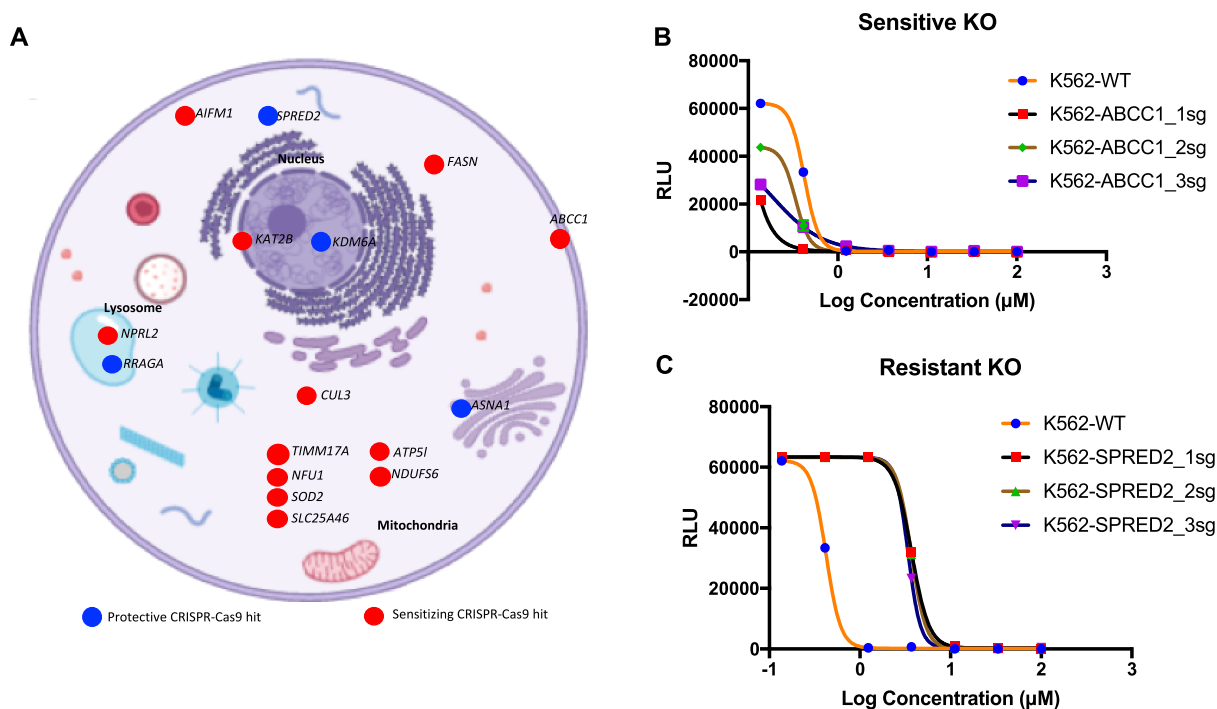 A
AIFM1
SPRED2
Nucleus
FASN
ABCC1
KAT2B
KDM6A
Lysosome
NPRL2
RRAGA
CUL3
ASNA1
TIMM17A
ATP5I
NFU1
NDUFS6
SOD2
SLC25A46
Mitochondria
Protective CRISPR-Cas9 hit
Sensitizing CRISPR-Cas9 hit
B
Sensitive KO
80000
60000
40000
20000
0
-20000
RLU
1
2
3
Log Concentration (µM)
K562-WT
K562-ABCC1_1sg
K562-ABCC1_2sg
K562-ABCC1_3sg
0
C
Resistant KO
80000
60000
40000
20000
0
RLU
-1
0
1
2
3
Log Concentration (µM)
K562-WT
K562-SPRED2_1sg
K562-SPRED2_2sg
K562-SPRED2_3sg